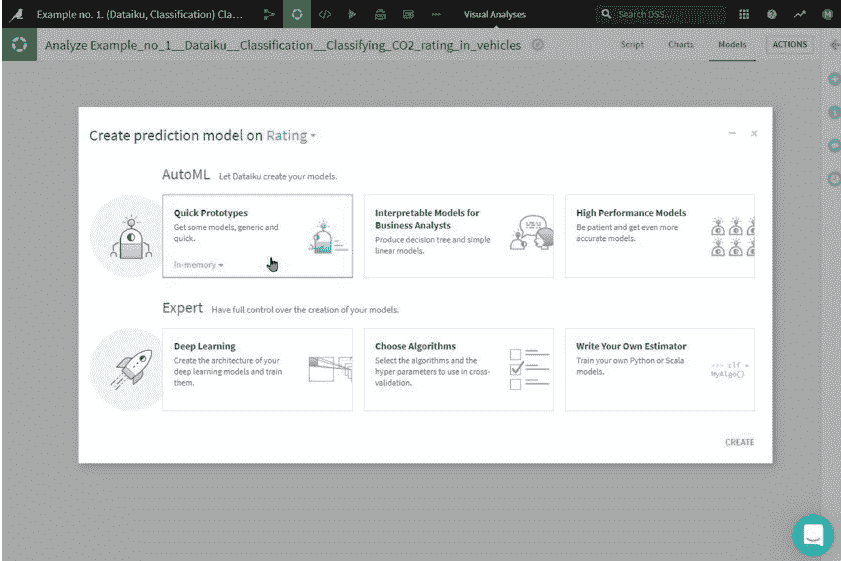 Example no. 1. (Dataiku, Classification) Cla...
Visual Analyses
Search DSS...
Analyze Example_no_1__Dataiku__Classification__Classifying_CO2_rating_in_vehicles
Script
Charts
Models
ACTIONS
Create prediction model on Rating
AutoML Let Dataiku create your models.
Quick Prototypes
Get some models, generic and
quick.
In-memory
Interpretable Models for
Business Analysts
Produce decision tree and simple
linear models.
High Performance Models
Be patient and get even more
accurate models.
Expert Have full control over the creation of your models.
Deep Learning
Create the architecture of your
deep learning models and train
them.
Choose Algorithms
Select the algorithms and the
hyper parameters to use in cross-
validation.
Write Your Own Estimator
Train your own Python or Scala
models.
>>> clf =
MyAlgo()
CREATE